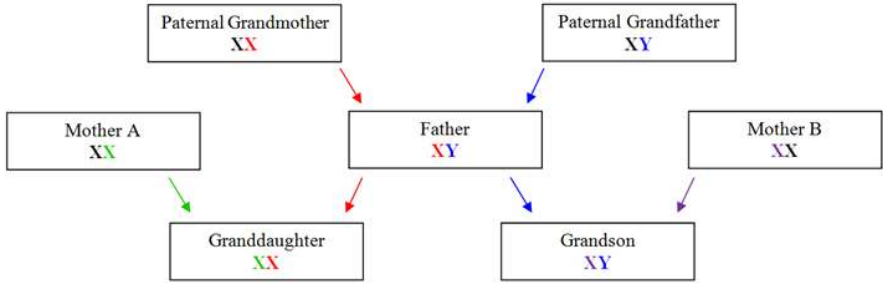 Paternal Grandmother
XX
Paternal Grandfather
XY
Mother A
XX
Father
XY
Mother B
XX
Granddaughter
XX
Grandson
XY